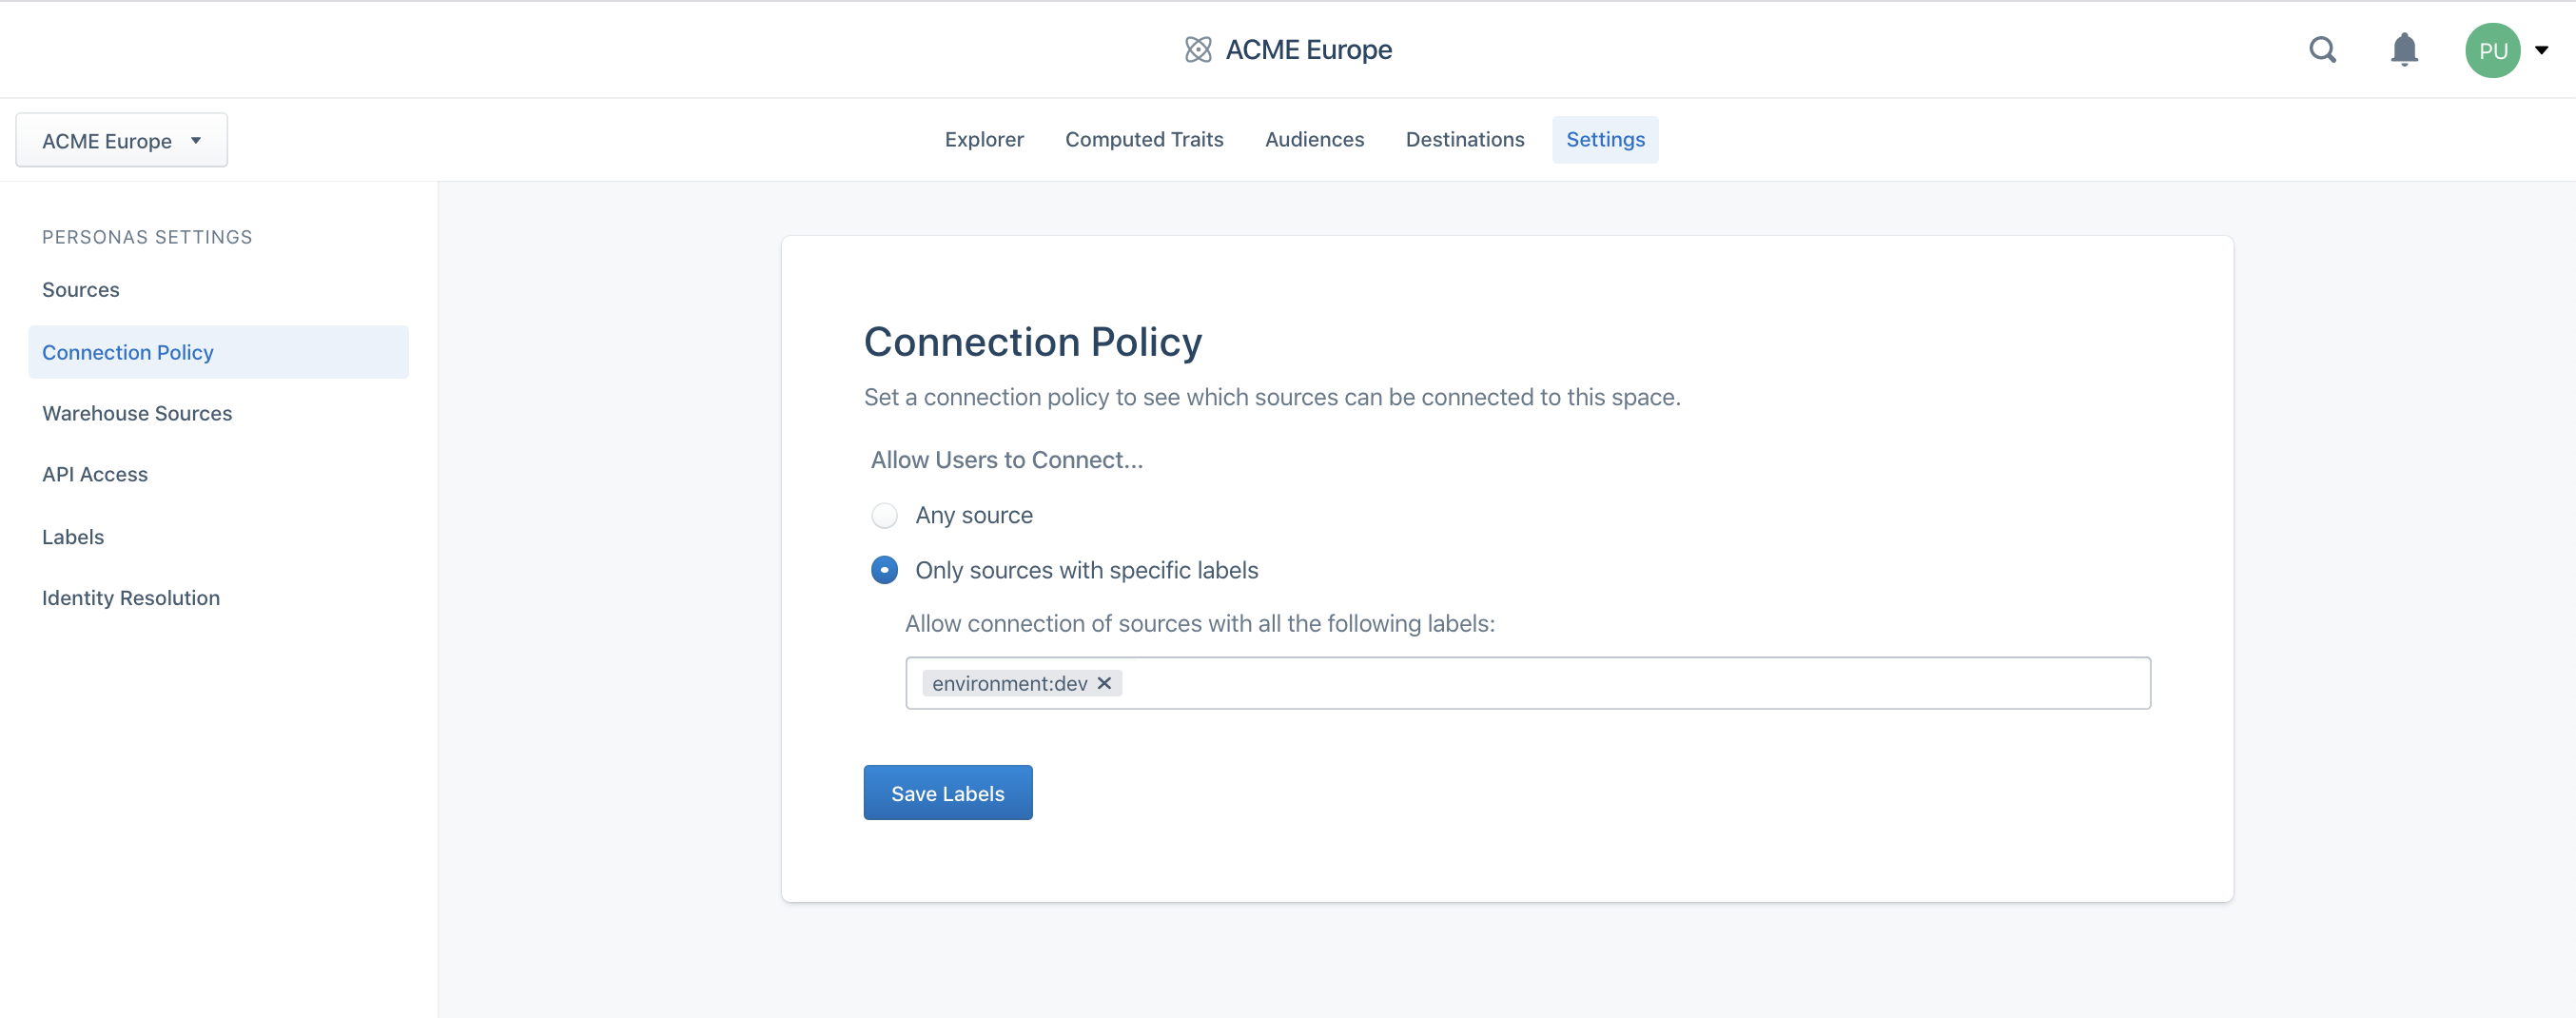 ACME Europe
PU
ACME Europe
Explorer Computed Traits Audiences Destinations Settings
PERSONAS SETTINGS
Sources
Connection Policy
Warehouse Sources
API Access
Labels
Identity Resolution
Connection Policy
Set a connection policy to see which sources can be connected to this space.
Allow Users to Connect...
Any source
Only sources with specific labels
Allow connection of sources with all the following labels:
environment:dev
Save Labels